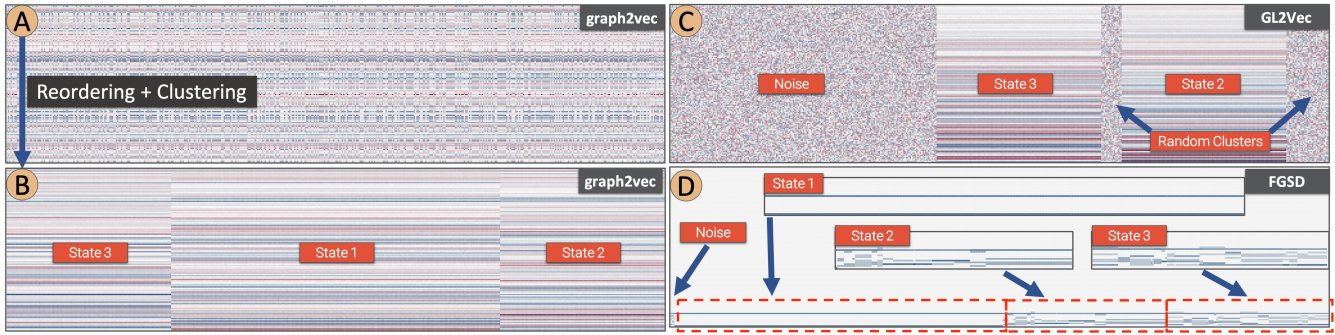 A
graph2vec
Reordering + Clustering
B
graph2vec
State 3
State 1
State 2
C
GL2Vec
Noise
State 3
State 2
Random Clusters
D
State 1
FGSD
Noise
State 2
State 3